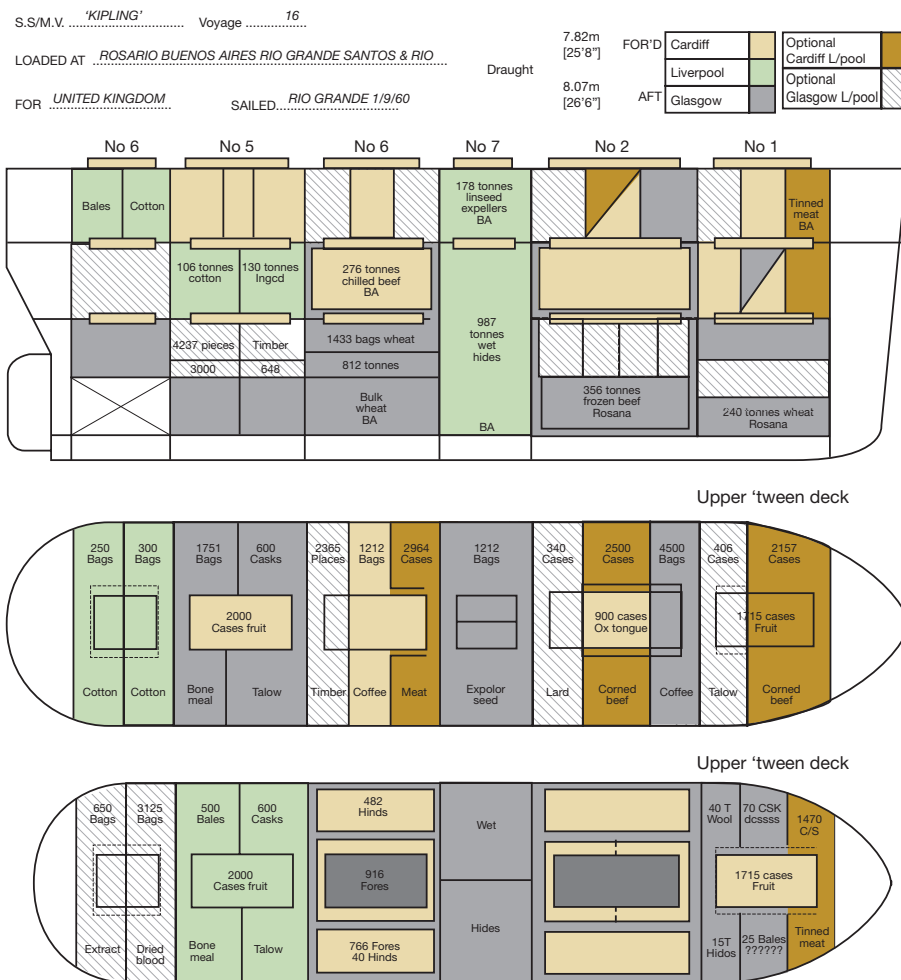 S.S/M.V. 'KIPLING' Voyage 16
LOADED AT ROSARIO BUENOS AIRES RIO GRANDE SANTOS & RIO
FOR UNITED KINGDOM SAILED RIO GRANDE 1/9/60
Draught
7.82m
[25'8"]
FOR'D
8.07m
[26'6"]
AFT
Cardiff
Liverpool
Glasgow
Optional
Cardiff L/pool
Optional
Glasgow L/pool
No 6 No 5 No 6 No 7 No 2 No 1
Bales
Cotton
178 tonnes
linseed
expellers
BA
Tinned
meat
BA
106 tonnes
cotton
130 tonnes
lngcd
276 tonnes
chilled beef
BA
4237 pieces
Timber
3000
648
1433 bags wheat
812 tonnes
Bulk
wheat
BA
987
tonnes
wet
hides
BA
356 tonnes
frozen beef
Rosana
240 tonnes wheat
Rosana
Upper 'tween deck
250
Bags
300
Bags
1751
Bags
600
Casks
2365
Places
1212
Bags
2964
Cases
1212
Bags
340
Cases
2500
Cases
4500
Bags
406
Cases
2157
Cases
2000
Cases fruit
900 cases
Ox tongue
1715 cases
Fruit
Cotton
Cotton
Bone
meal
Talow
Timber
Coffee
Meat
Expolor
seed
Lard
Corned
beef
Coffee
Talow
Corned
beef
Upper 'tween deck
650
Bags
3125
Bags
500
Bales
600
Casks
482
Hinds
Wet
40 T
Wool
70 CSK
dcssss
1470
C/S
2000
Cases fruit
916
Fores
1715 cases
Fruit
Extract
Dried
blood
Bone
meal
Talow
766 Fores
40 Hinds
Hides
15T
Hidos
25 Bales
??????
Tinned
meat